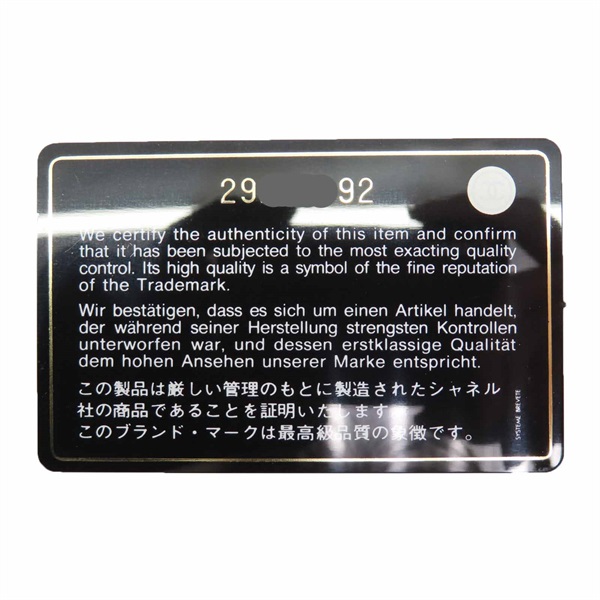 29 92
We certify the authenticity of this item and confirm
that it has been subjected to the most exacting quality
control. Its high quality is a symbol of the fine reputation
of the Trademark.
Wir bestätigen, dass es sich um einen Artikel handelt,
der während seiner Herstellung strengsten Kontrollen
unterworfen war, und dessen erstklassige Qualität
dem hohen Ansehen unserer Marke entspricht.
この製品は厳しい管理のもとに製造されたシャネル
社の商品であることを証明いたします。
このブランド・マークは最高級品質の象徴です。
SYSTEME BREVETE